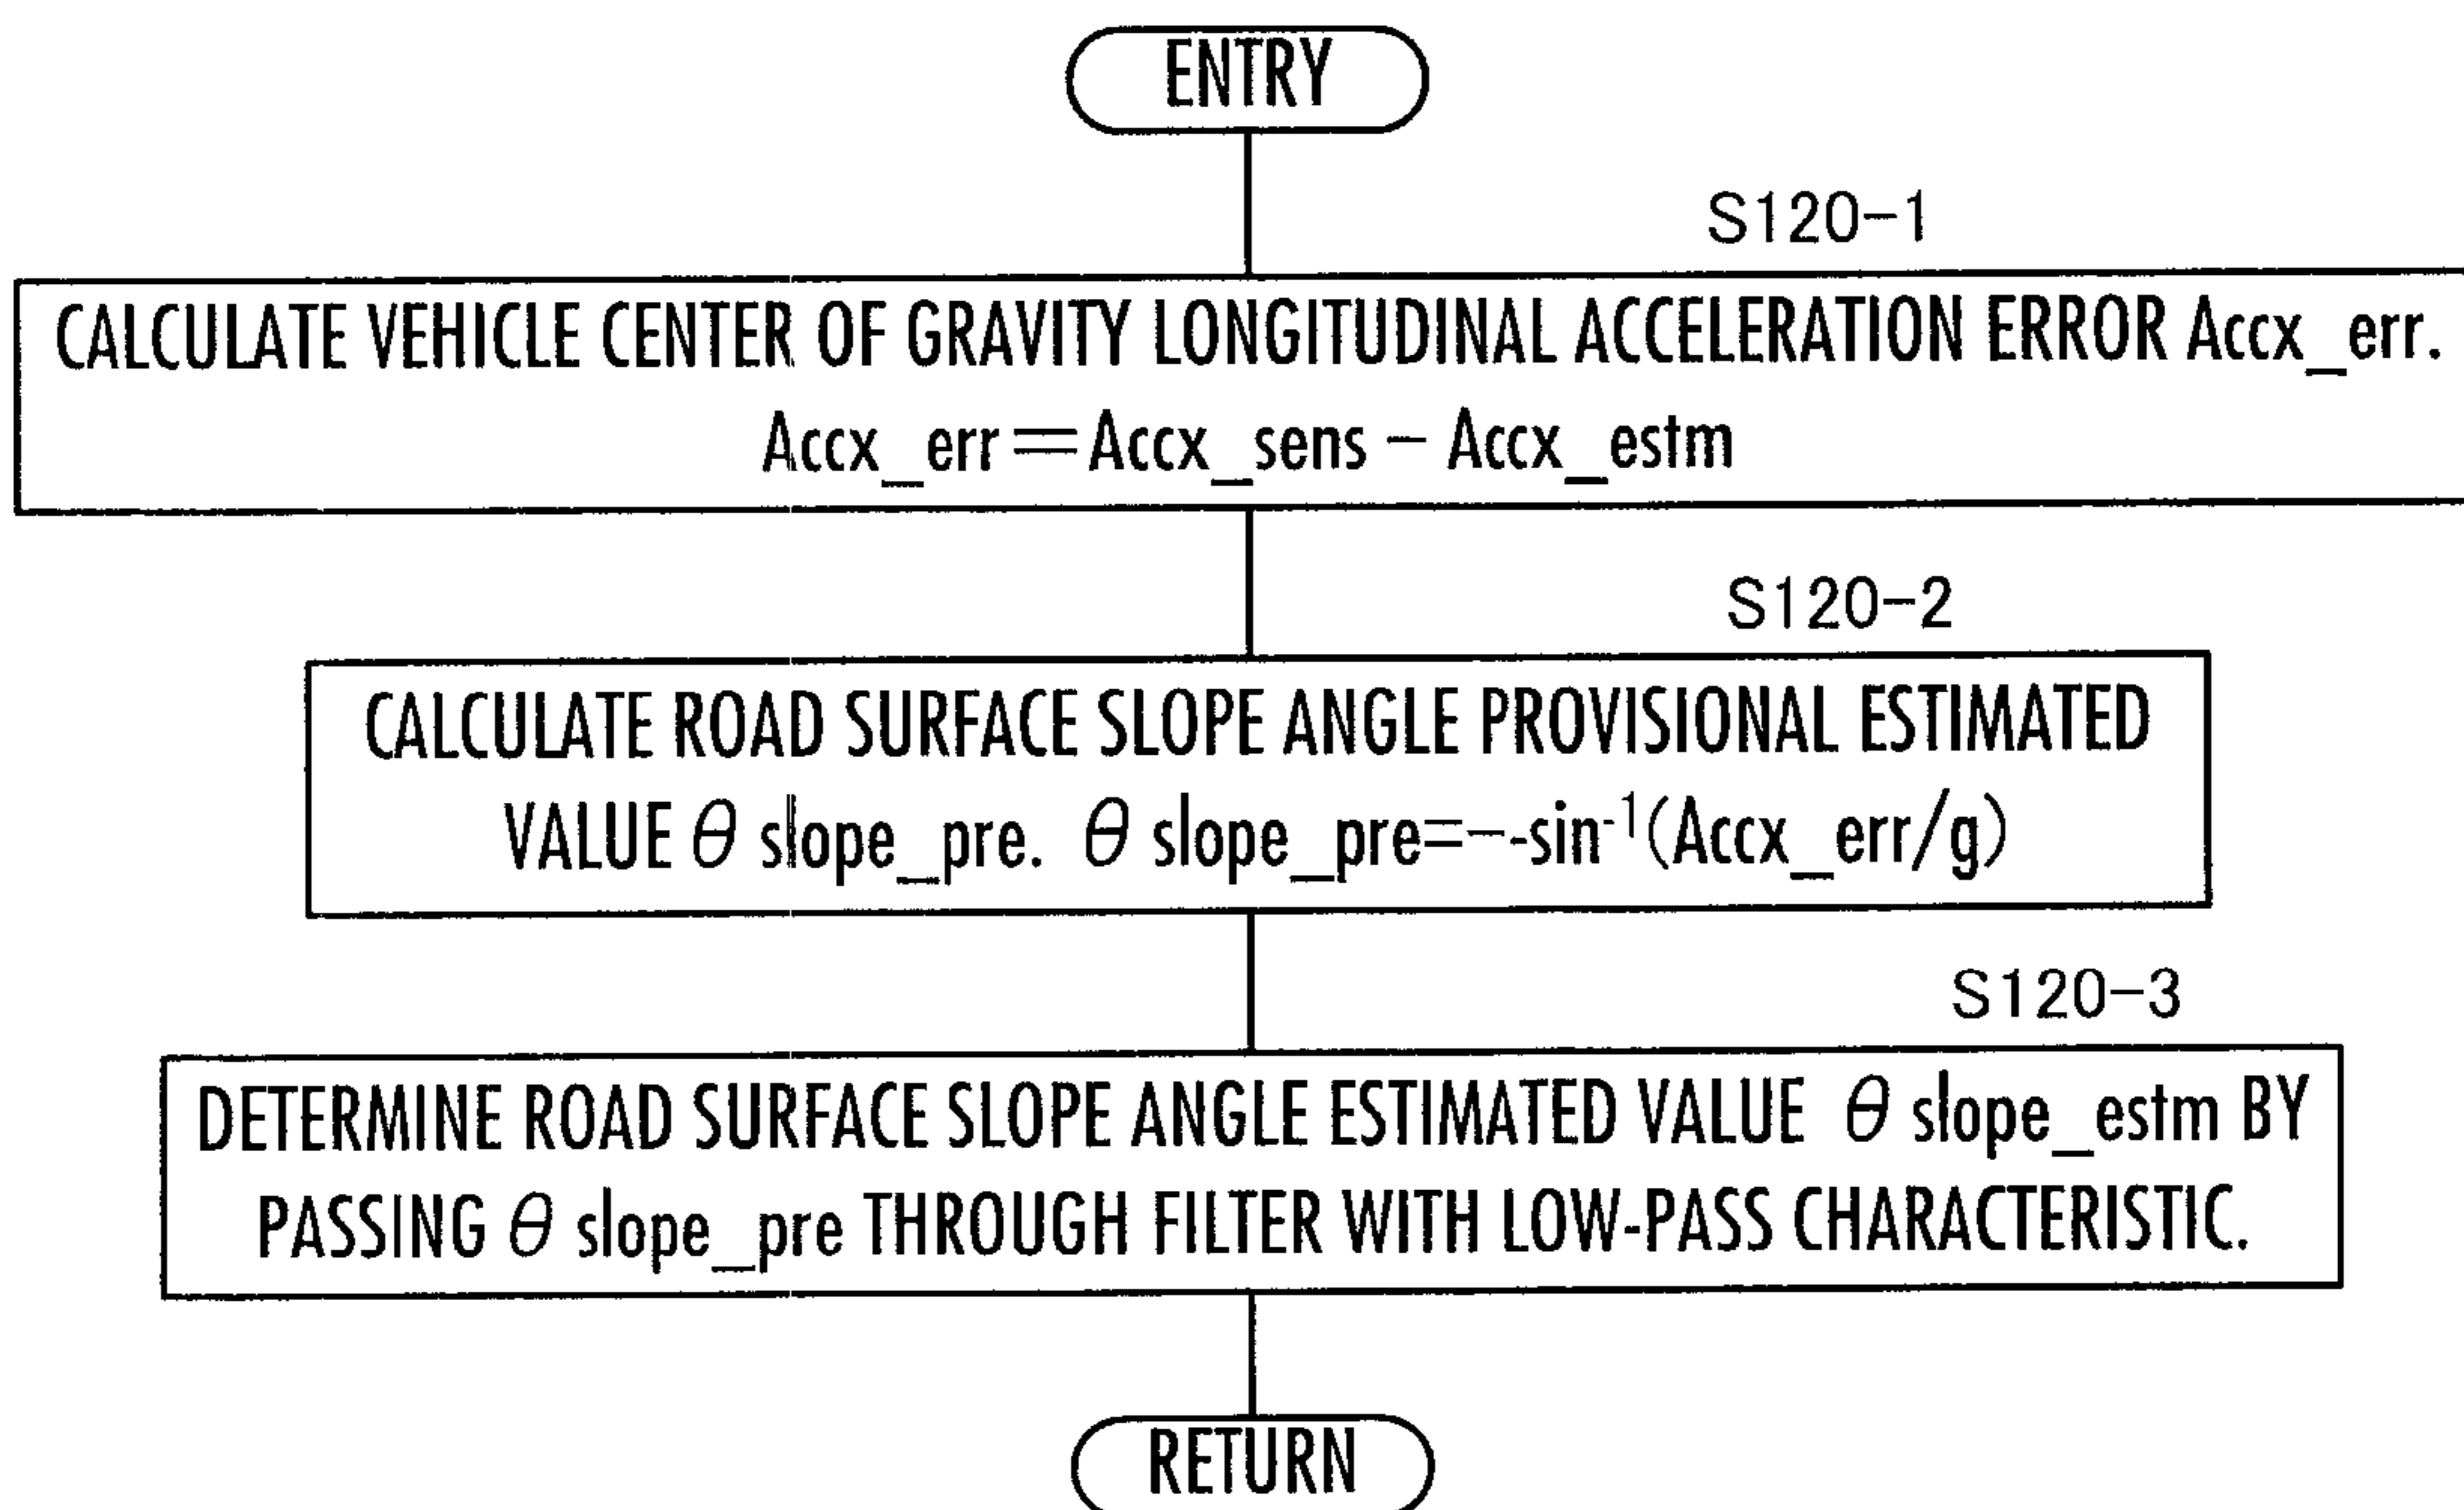 ENTRY
S120-1
CALCULATE VEHICLE CENTER OF GRAVITY LONGITUDINAL ACCELERATION ERROR Accx_err.
Accx_err=Accx_sens - Accx_estm
S120-2
CALCULATE ROAD SURFACE SLOPE ANGLE PROVISIONAL ESTIMATED
VALUE θ slope_pre. θ slope_pre=--sin⁻¹(Accx_err/g)
S120-3
DETERMINE ROAD SURFACE SLOPE ANGLE ESTIMATED VALUE θ slope_estm BY
PASSING θ slope_pre THROUGH FILTER WITH LOW-PASS CHARACTERISTIC.
RETURN